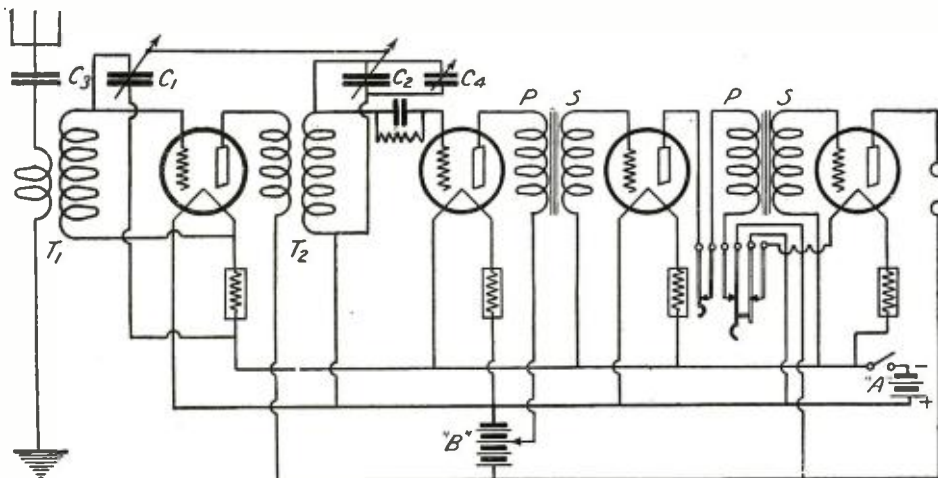 C3 C1 C2 C4
P S P S
T1 T2
"A" -
+
"B"